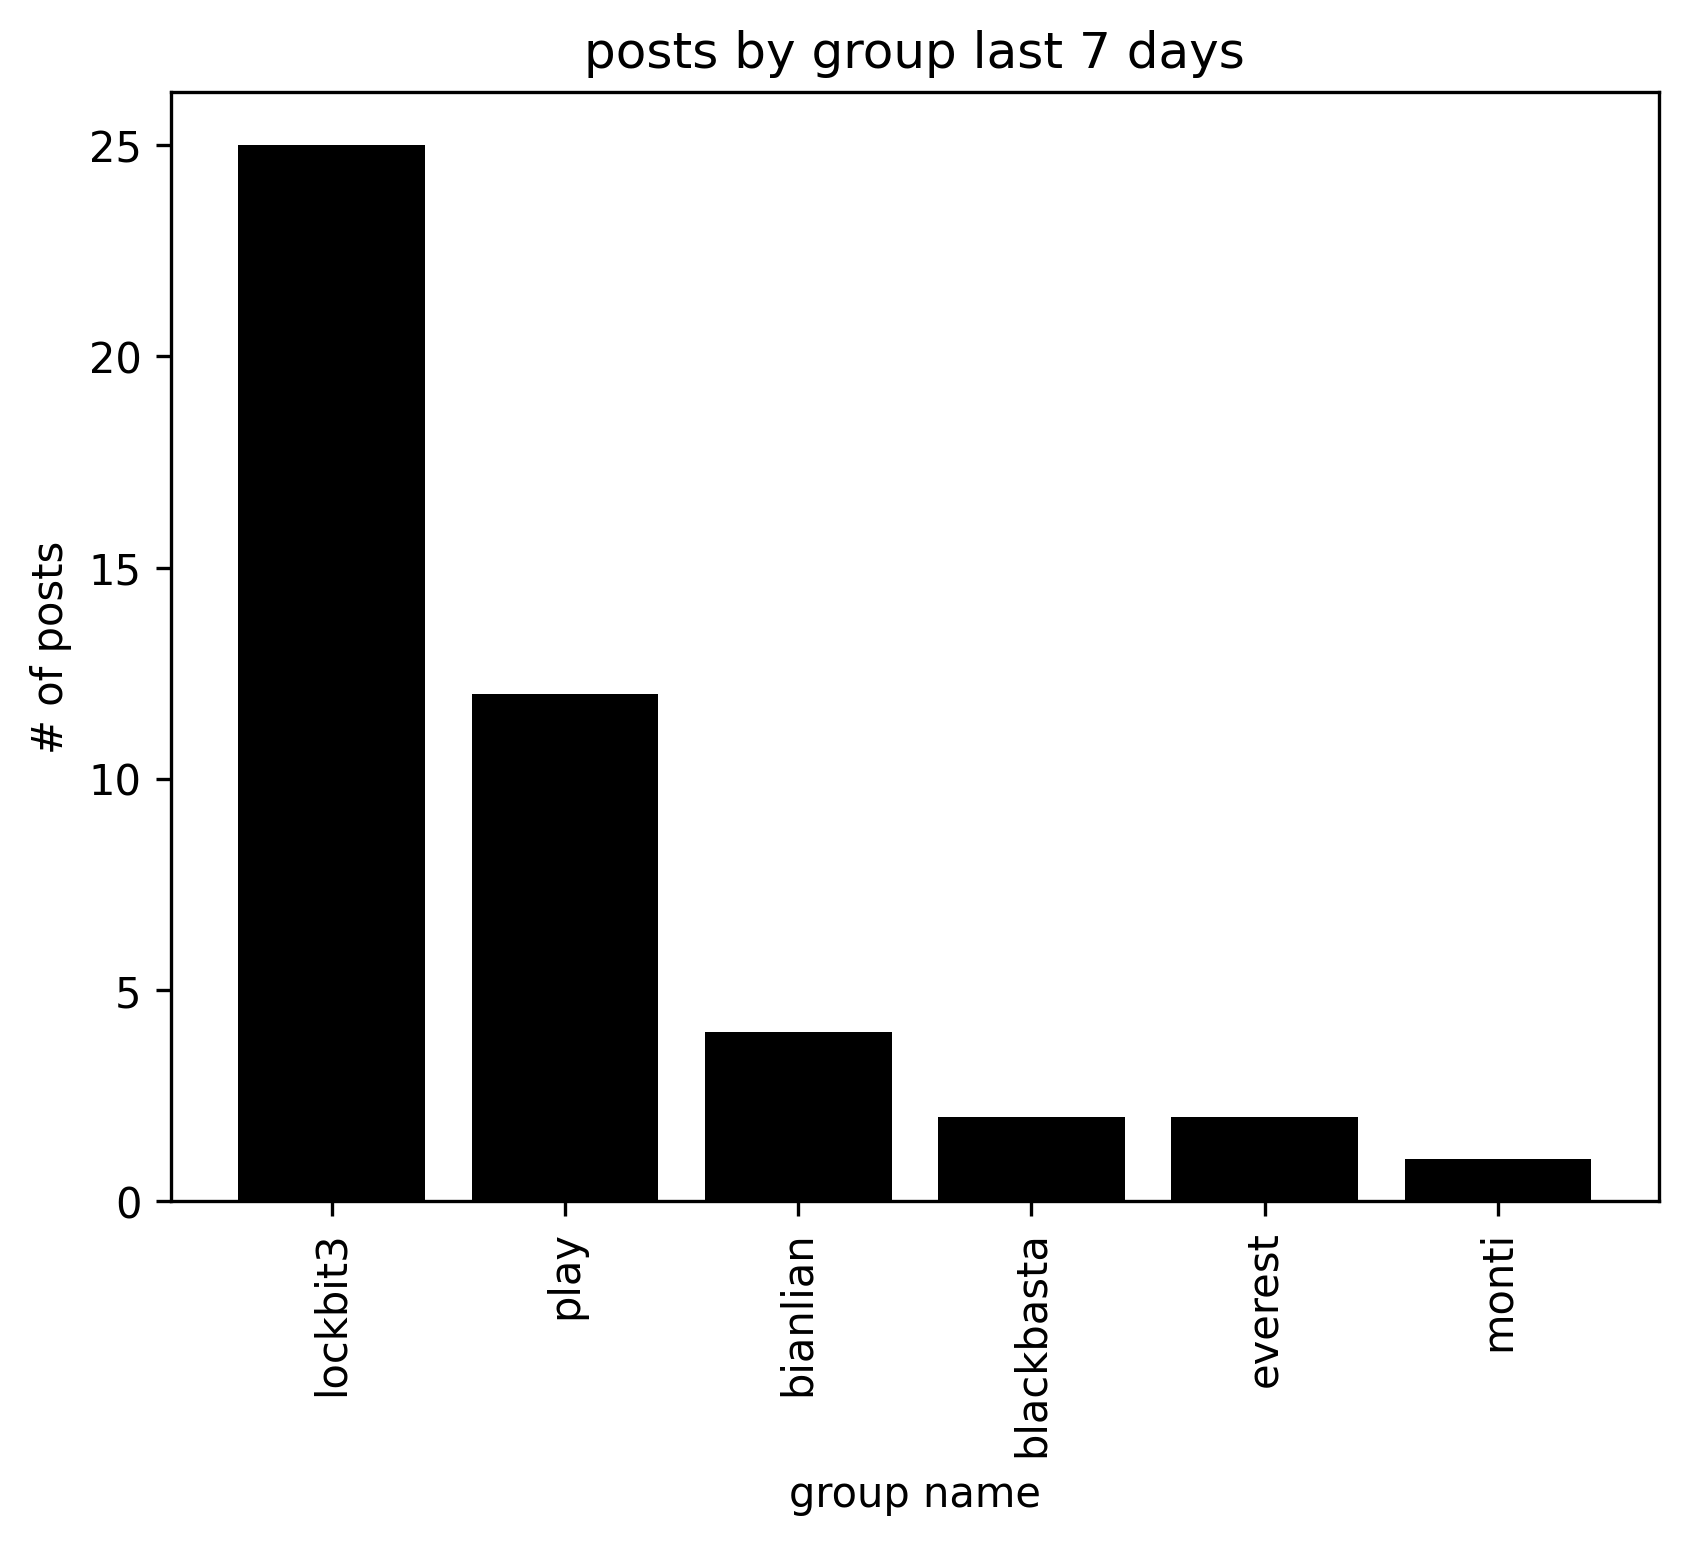 posts by group last 7 days
25
20
15
10
5
0
# of posts
lockbit3
play
bianlian
blackbasta
everest
monti
group name